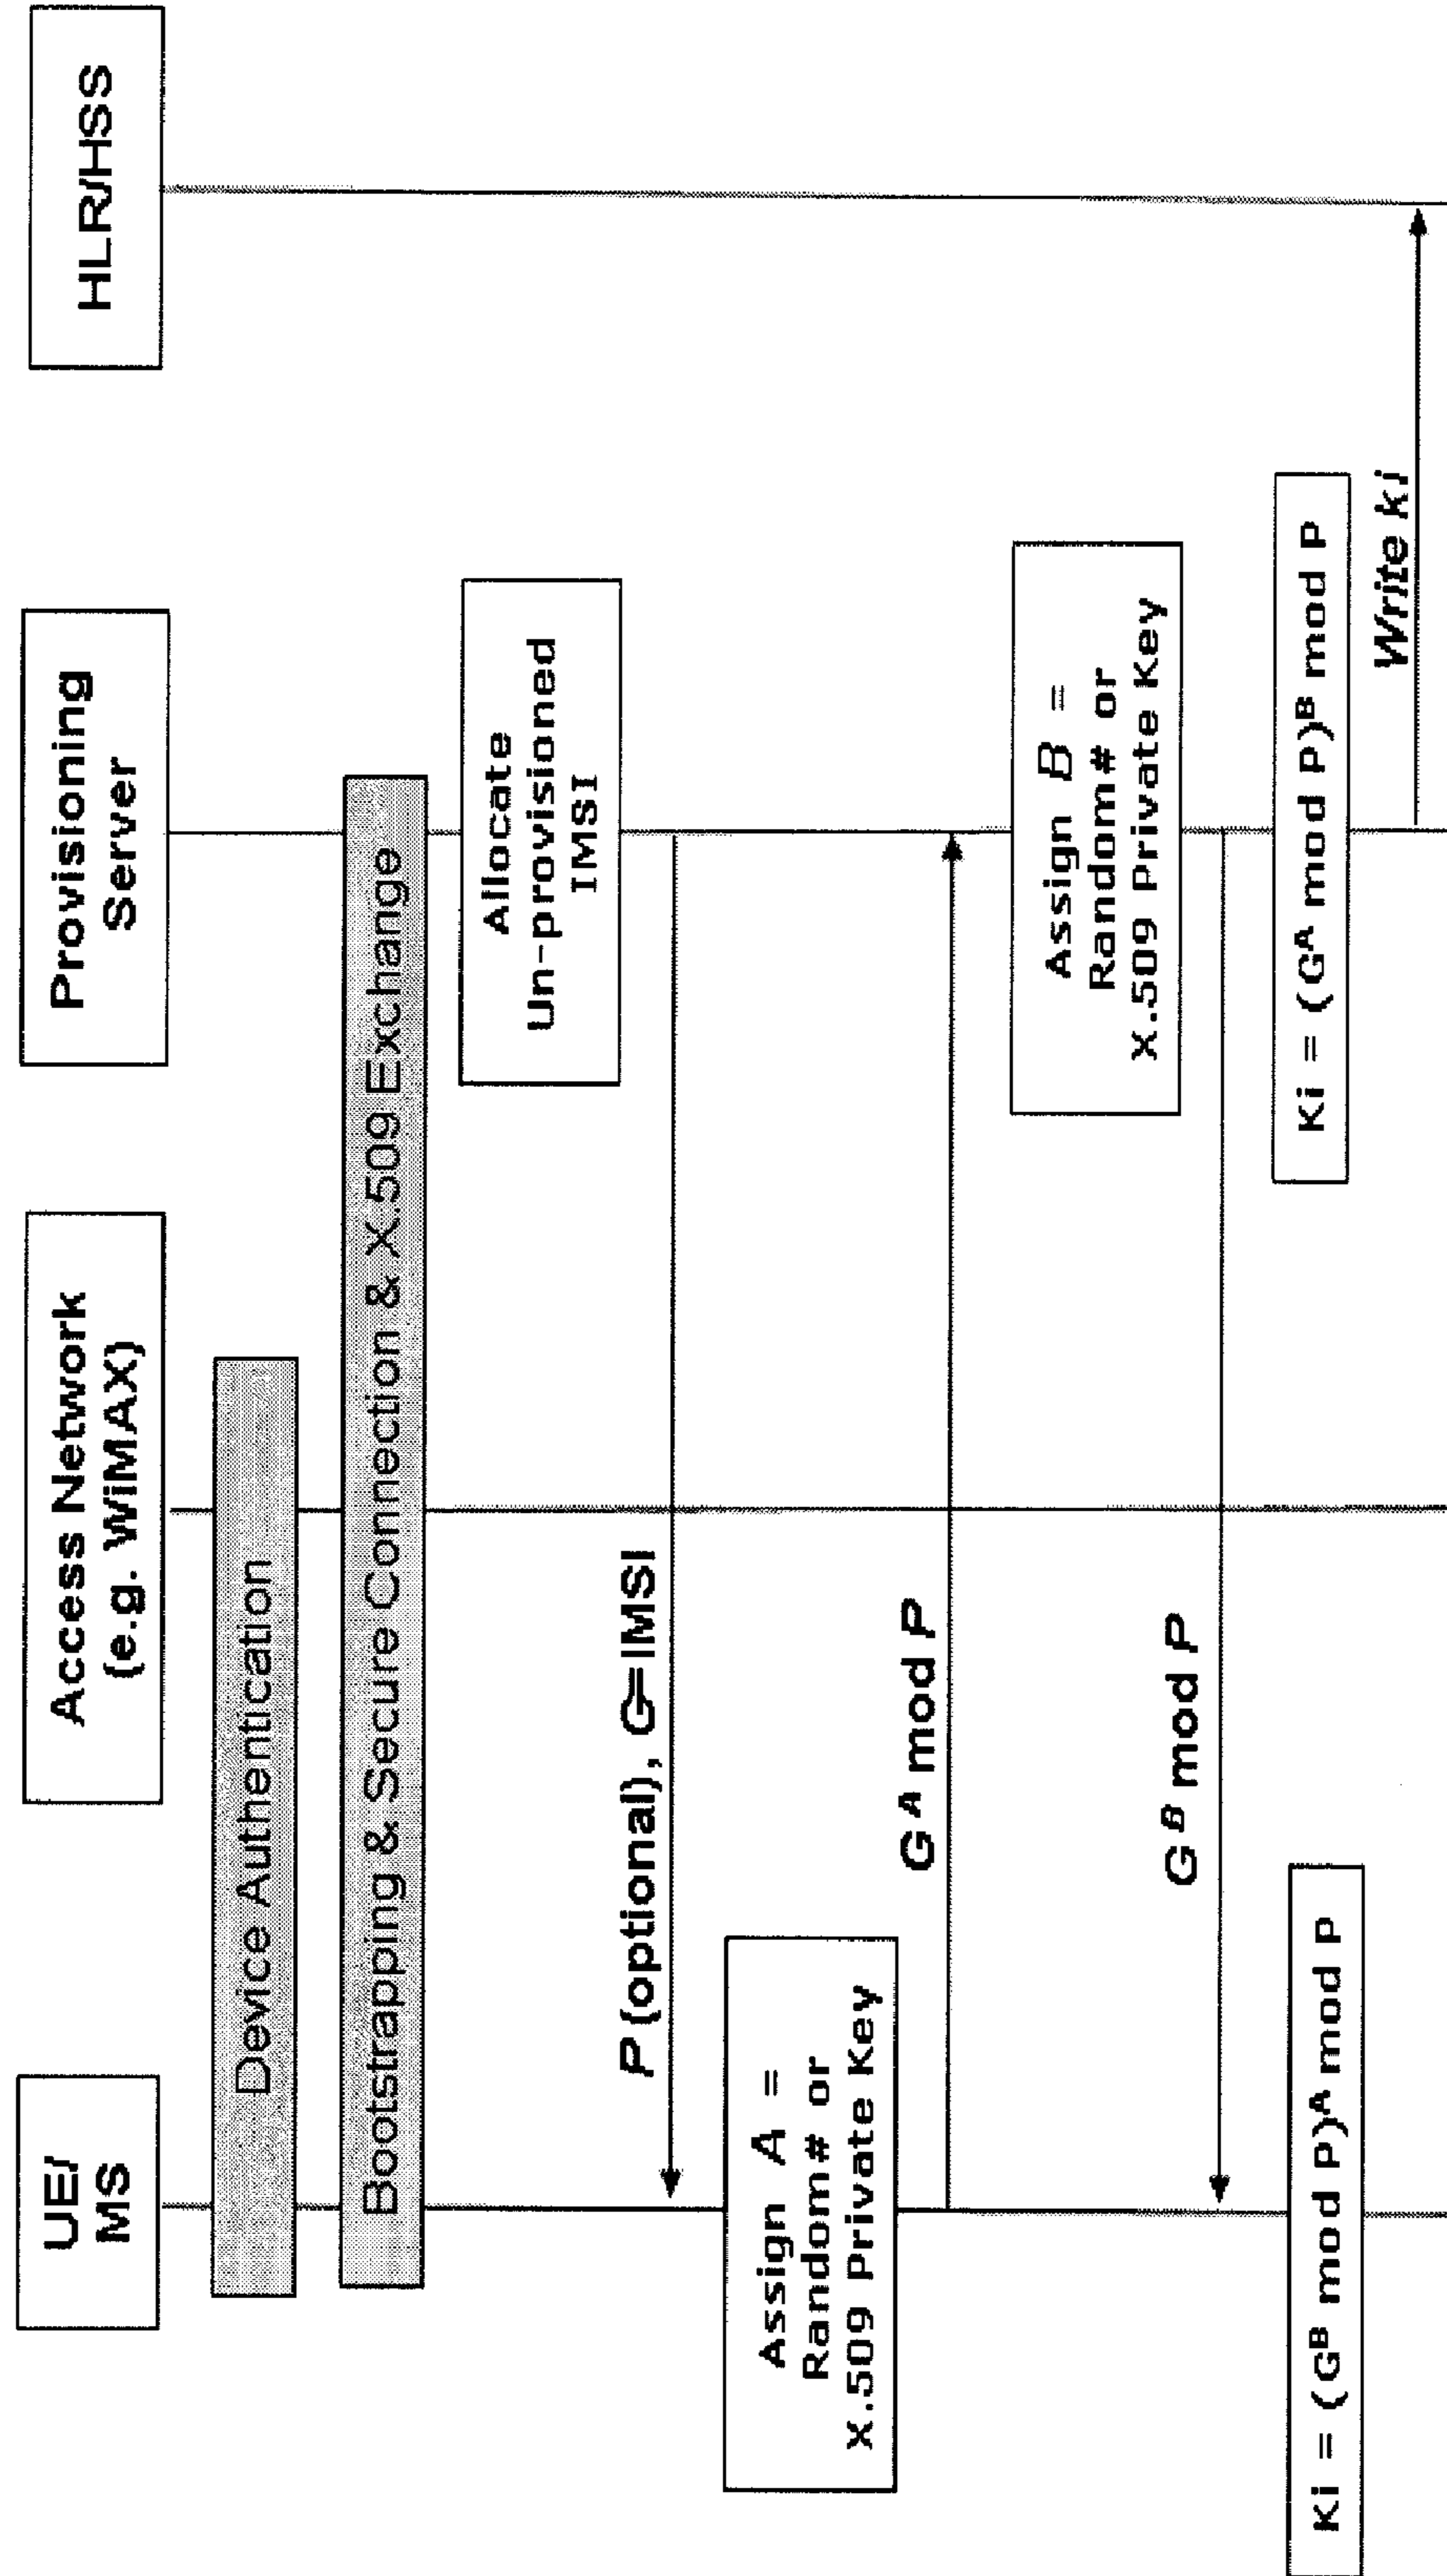 UE/
MS
Access Network
(e.g. WiMAX)
Provisioning
Server
HLR/HSS
Device Authentication
Bootstrapping & Secure Connection & X.509 Exchange
Allocate
Un-provisioned
IMSI
P (optional), G=IMSI
Assign A =
Random# or
X.509 Private Key
G^A mod P
Assign B =
Random# or
X.509 Private Key
G^B mod P
Ki = (G^B mod P)^A mod P
Ki = (G^A mod P)^B mod P
Write ki